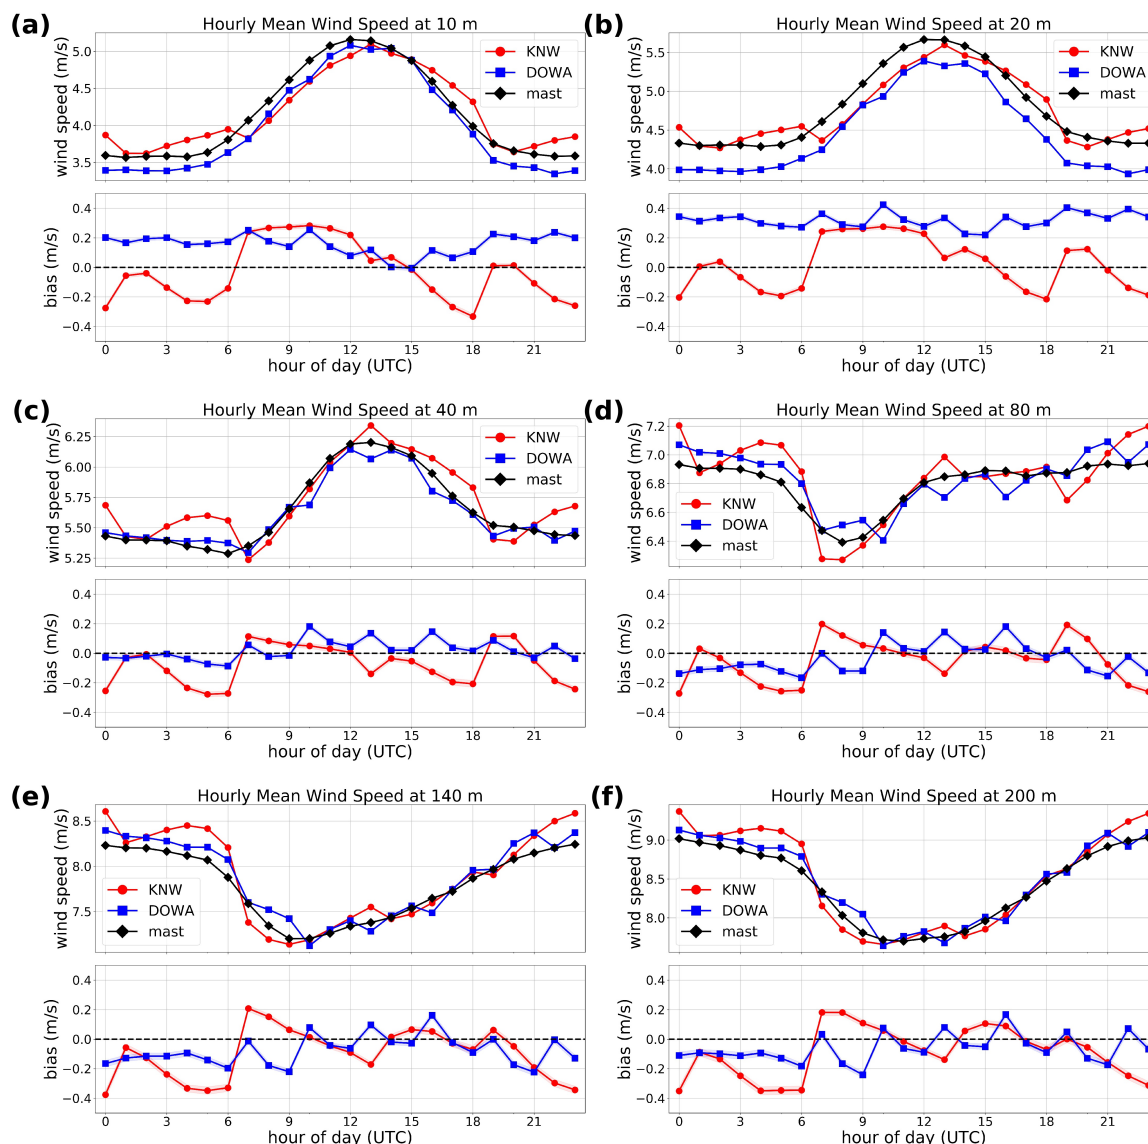 (a)
Hourly Mean Wind Speed at 10 m
wind speed (m/s)
5.0
4.5
4.0
3.5
KNW
DOWA
mast
bias (m/s)
0.4
0.2
0.0
−0.2
−0.4
0 3 6 9 12 15 18 21
hour of day (UTC)
(b)
Hourly Mean Wind Speed at 20 m
wind speed (m/s)
5.5
5.0
4.5
4.0
KNW
DOWA
mast
bias (m/s)
0.4
0.2
0.0
−0.2
−0.4
0 3 6 9 12 15 18 21
hour of day (UTC)
(c)
Hourly Mean Wind Speed at 40 m
wind speed (m/s)
6.25
6.00
5.75
5.50
5.25
KNW
DOWA
mast
bias (m/s)
0.4
0.2
0.0
−0.2
−0.4
0 3 6 9 12 15 18 21
hour of day (UTC)
(d)
Hourly Mean Wind Speed at 80 m
wind speed (m/s)
7.2
7.0
6.8
6.6
6.4
KNW
DOWA
mast
bias (m/s)
0.4
0.2
0.0
−0.2
−0.4
0 3 6 9 12 15 18 21
hour of day (UTC)
(e)
Hourly Mean Wind Speed at 140 m
wind speed (m/s)
8.5
8.0
7.5
KNW
DOWA
mast
bias (m/s)
0.4
0.2
0.0
−0.2
−0.4
0 3 6 9 12 15 18 21
hour of day (UTC)
(f)
Hourly Mean Wind Speed at 200 m
wind speed (m/s)
9.0
8.5
8.0
KNW
DOWA
mast
bias (m/s)
0.4
0.2
0.0
−0.2
−0.4
0 3 6 9 12 15 18 21
hour of day (UTC)